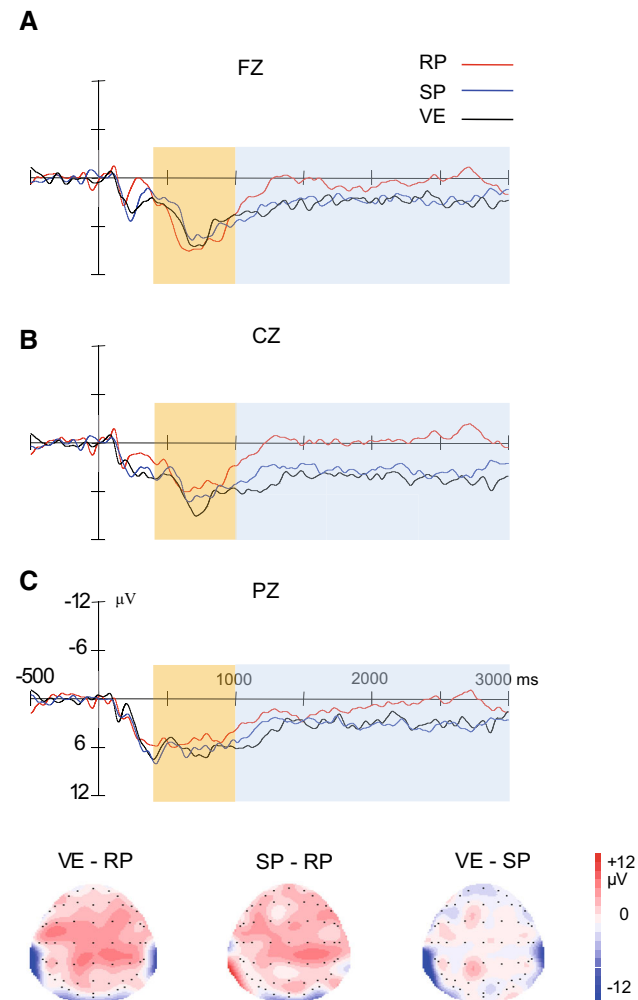 A
FZ
RP
SP
VE
B
CZ
C
PZ
-12 μV
-6
-500 1000 2000 3000 ms
6
12
VE - RP SP - RP VE - SP
+12
μV
0
-12